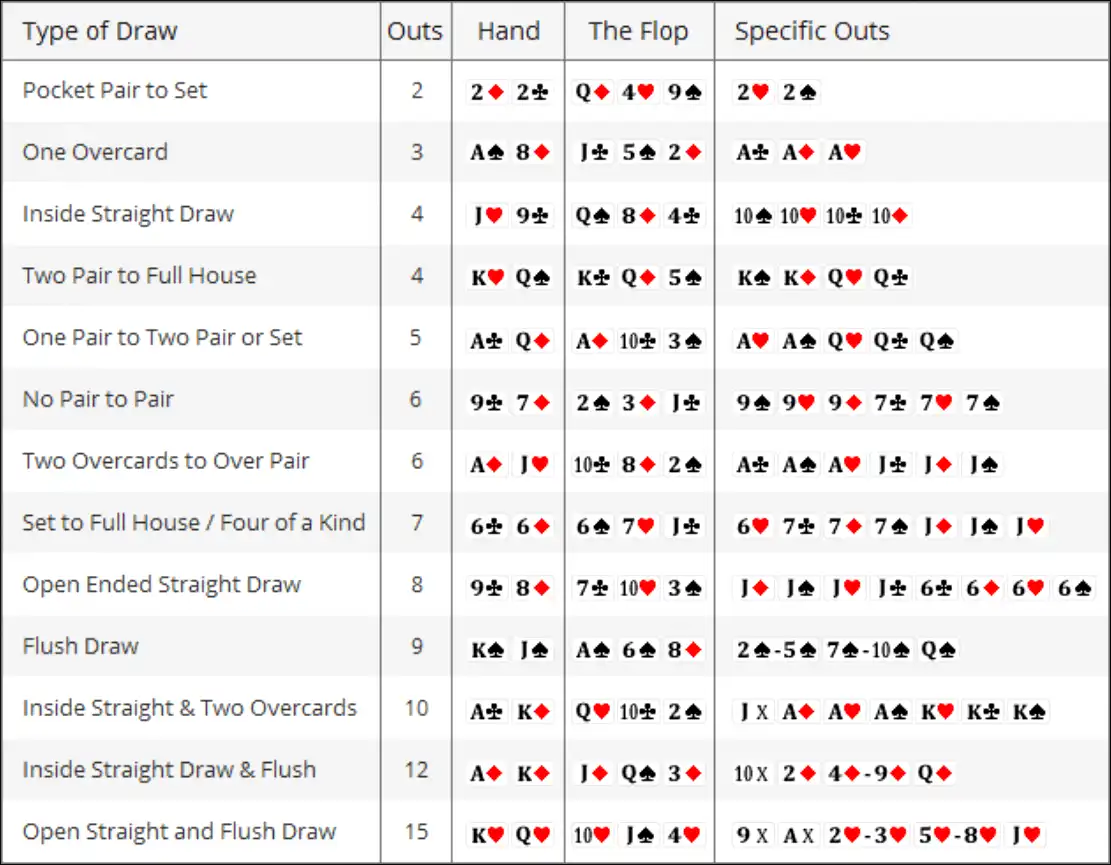 Type of Draw Outs Hand The Flop Specific Outs
Pocket Pair to Set 2 2♦ 2♣ Q♦ 4♥ 9♠ 2♥ 2♠
One Overcard 3 A♠ 8♦ J♣ 5♠ 2♦ A♣ A♦ A♥
Inside Straight Draw 4 J♥ 9♣ Q♠ 8♦ 4♣ 10♠ 10♥ 10♣ 10♦
Two Pair to Full House 4 K♥ Q♠ K♣ Q♦ 5♠ K♠ K♦ Q♥ Q♣
One Pair to Two Pair or Set 5 A♣ Q♦ A♦ 10♣ 3♠ A♥ A♠ Q♥ Q♣ Q♠
No Pair to Pair 6 9♣ 7♦ 2♠ 3♦ J♣ 9♠ 9♥ 9♦ 7♣ 7♥ 7♠
Two Overcards to Over Pair 6 A♦ J♥ 10♣ 8♦ 2♠ A♣ A♠ A♥ J♣ J♦ J♠
Set to Full House / Four of a Kind 7 6♣ 6♦ 6♠ 7♥ J♣ 6♥ 7♣ 7♦ 7♠ J♦ J♠ J♥
Open Ended Straight Draw 8 9♣ 8♦ 7♣ 10♥ 3♠ J♦ J♠ J♥ J♣ 6♣ 6♦ 6♥ 6♠
Flush Draw 9 K♠ J♠ A♠ 6♠ 8♦ 2♠-5♠ 7♠-10♠ Q♠
Inside Straight & Two Overcards 10 A♣ K♦ Q♥ 10♣ 2♠ J X A♦ A♥ A♠ K♥ K♣ K♠
Inside Straight Draw & Flush 12 A♦ K♦ J♦ Q♠ 3♦ 10 X 2♦ 4♦-9♦ Q♦
Open Straight and Flush Draw 15 K♥ Q♥ 10♥ J♠ 4♥ 9 X A X 2♥-3♥ 5♥-8♥ J♥